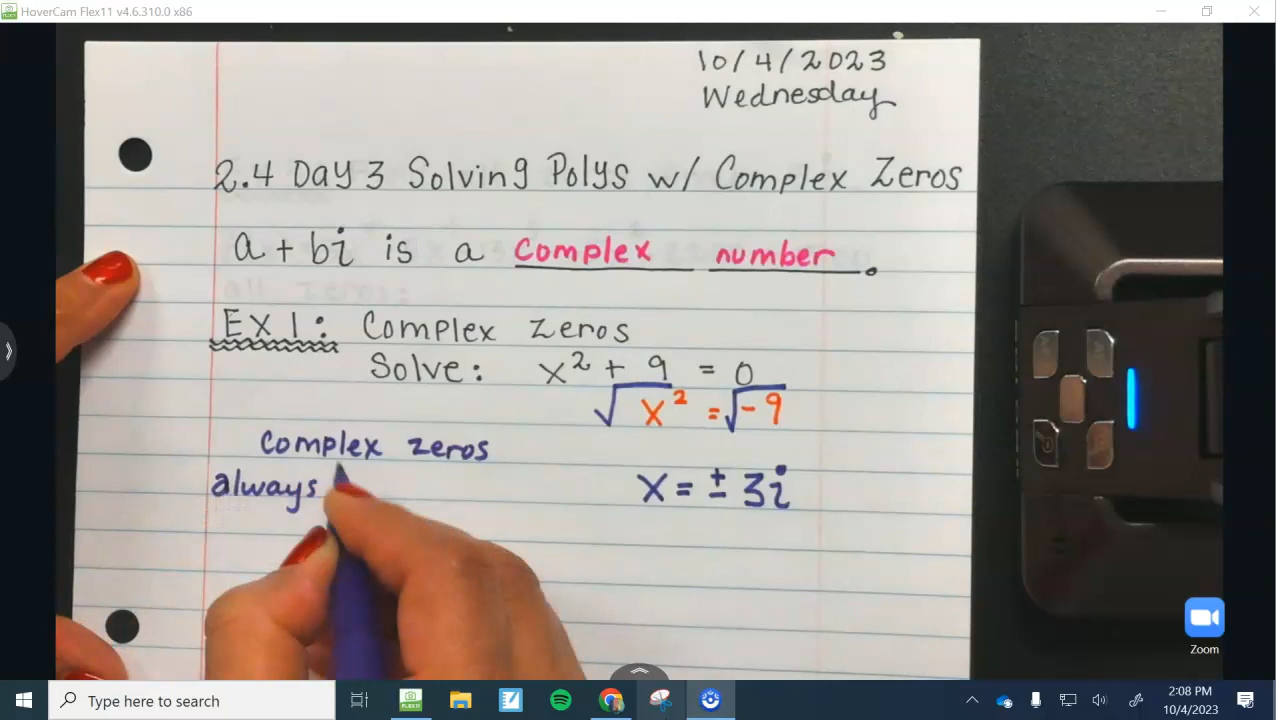 HoverCam Flex11 v4.6.310.0 x86
10/4/2023
Wednesday
2.4 Day 3 Solving Polys w/ Complex Zeros
a + bi is a complex number.
EX 1: Complex Zeros
Solve: x² + 9 = 0
√x² = √-9
Complex zeros
always
x = ± 3i
Zoom
Type here to search
2:08 PM
10/4/2023